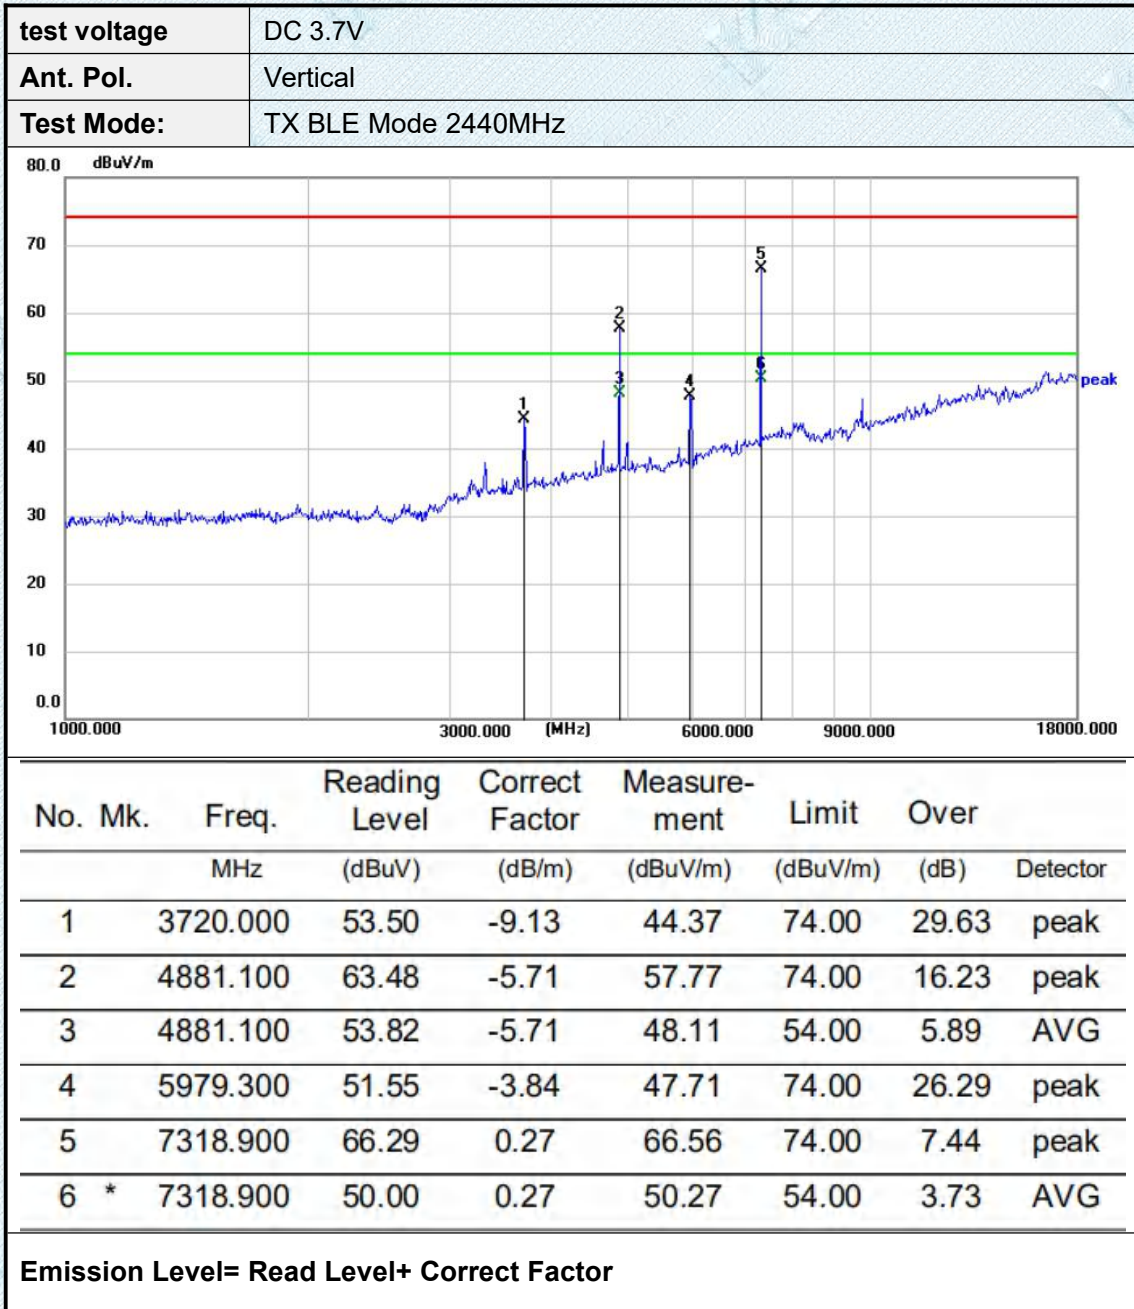 test voltage DC 3.7V
Ant. Pol. Vertical
Test Mode: TX BLE Mode 2440MHz
80.0 dBuV/m
70
60
50
40
30
20
10
0.0
5
2
6
3
4
1
peak
1000.000 3000.000 (MHz) 6000.000 9000.000 18000.000
No. Mk. Freq. Reading Level Correct Factor Measure-ment Limit Over
MHz (dBuV) (dB/m) (dBuV/m) (dBuV/m) (dB) Detector
1 3720.000 53.50 -9.13 44.37 74.00 29.63 peak
2 4881.100 63.48 -5.71 57.77 74.00 16.23 peak
3 4881.100 53.82 -5.71 48.11 54.00 5.89 AVG
4 5979.300 51.55 -3.84 47.71 74.00 26.29 peak
5 7318.900 66.29 0.27 66.56 74.00 7.44 peak
6 * 7318.900 50.00 0.27 50.27 54.00 3.73 AVG
Emission Level= Read Level+ Correct Factor